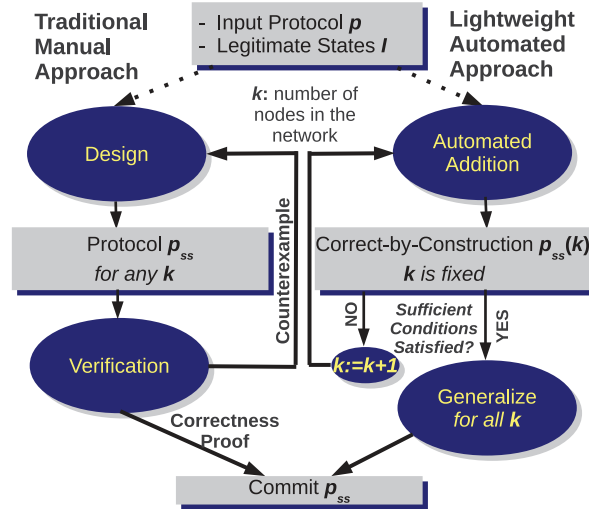 Traditional
Manual
Approach
- Input Protocol p
- Legitimate States I
Lightweight
Automated
Approach
k: number of
nodes in the
network
Design
Automated
Addition
Protocol pss
for any k
Counterexample
Correct-by-Construction pss(k)
k is fixed
NO
Sufficient
Conditions
Satisfied?
YES
Verification
k:=k+1
Generalize
for all k
Correctness
Proof
Commit pss